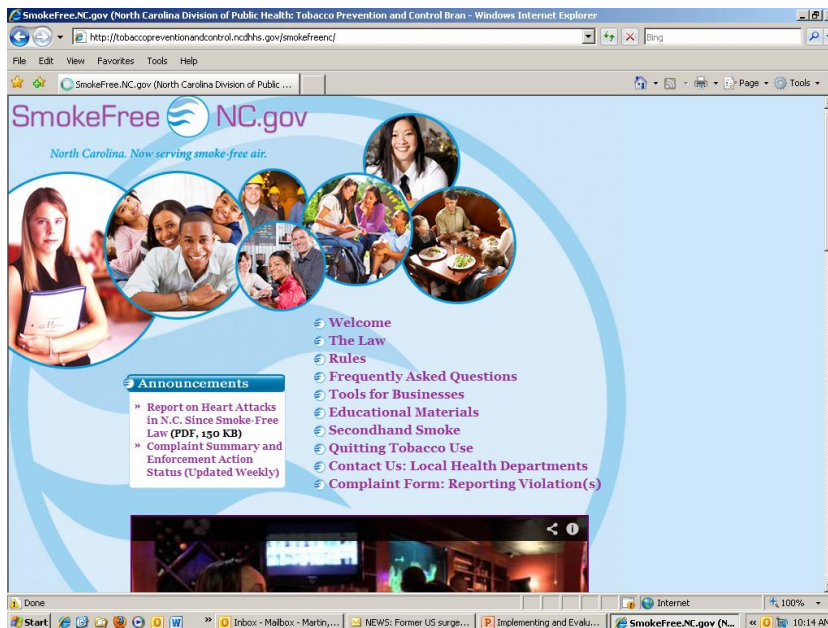 SmokeFree.NC.gov (North Carolina Division of Public Health: Tobacco Prevention and Control Bran - Windows Internet Explorer
http://tobaccopreventionandcontrol.ncdhhs.gov/smokefreenc/
Bing
File Edit View Favorites Tools Help
SmokeFree.NC.gov (North Carolina Division of Public ...
Page Tools
SmokeFree NC.gov
North Carolina. Now serving smoke-free air.
Welcome
The Law
Rules
Frequently Asked Questions
Tools for Businesses
Educational Materials
Secondhand Smoke
Quitting Tobacco Use
Contact Us: Local Health Departments
Complaint Form: Reporting Violation(s)
Announcements
» Report on Heart Attacks
in N.C. Since Smoke-Free
Law (PDF, 150 KB)
» Complaint Summary and
Enforcement Action
Status (Updated Weekly)
Done Internet 100%
Start » Inbox - Mailbox - Martin,... NEWS: Former US surge... Implementing and Evalu... SmokeFree.NC.gov (N... « 10:14 AM